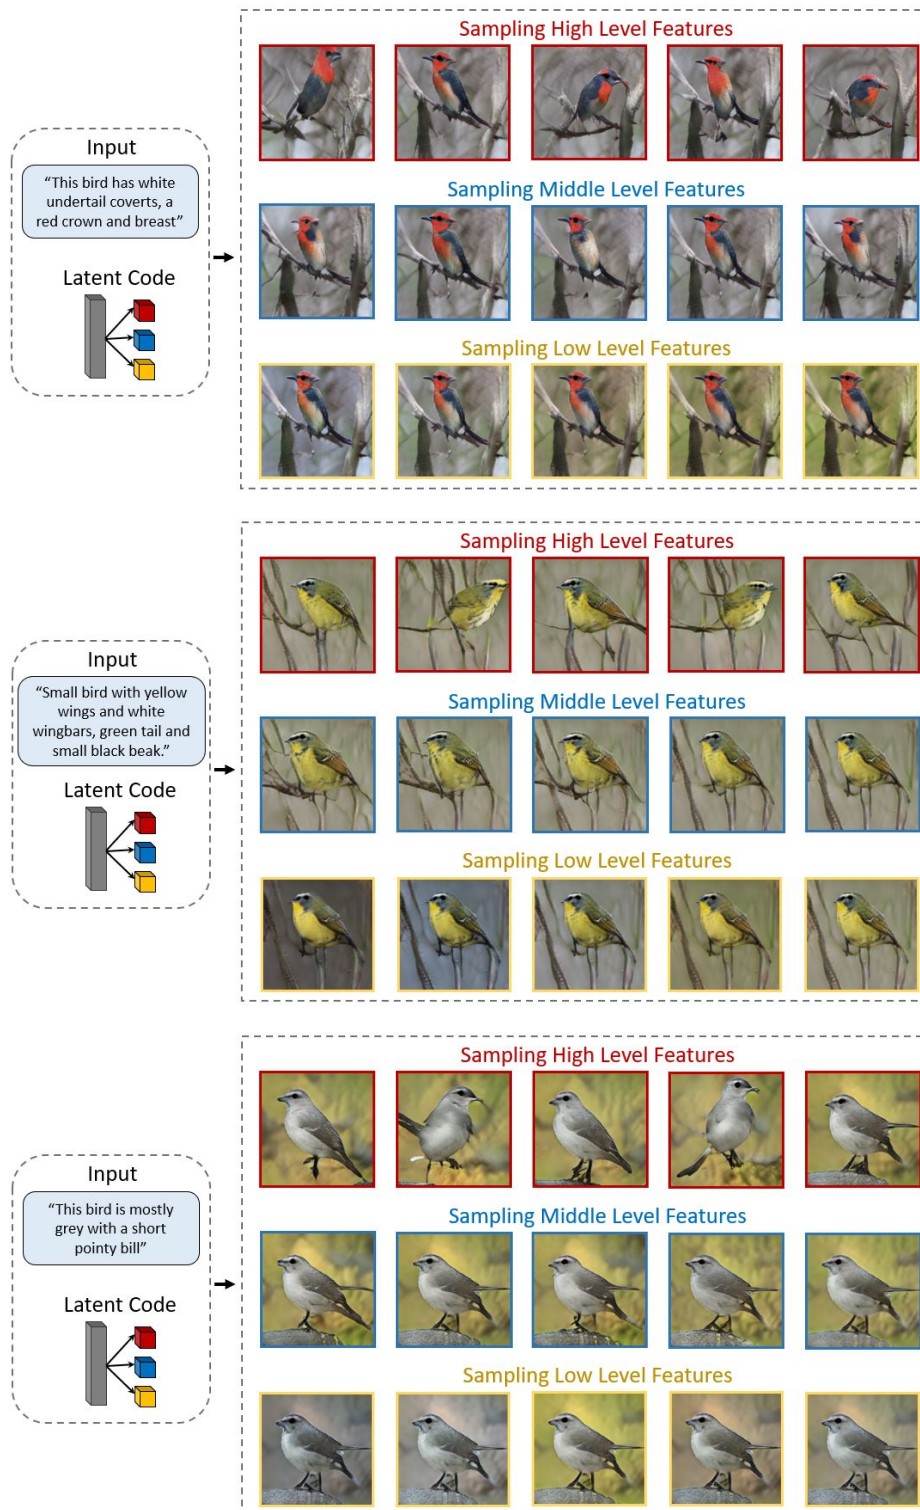 Sampling High Level Features
Input
“This bird has white
undertail coverts, a
red crown and breast”
Latent Code
Sampling Middle Level Features
Sampling Low Level Features
Sampling High Level Features
Input
“Small bird with yellow
wings and white
wingbars, green tail and
small black beak.”
Latent Code
Sampling Middle Level Features
Sampling Low Level Features
Sampling High Level Features
Input
“This bird is mostly
grey with a short
pointy bill”
Latent Code
Sampling Middle Level Features
Sampling Low Level Features